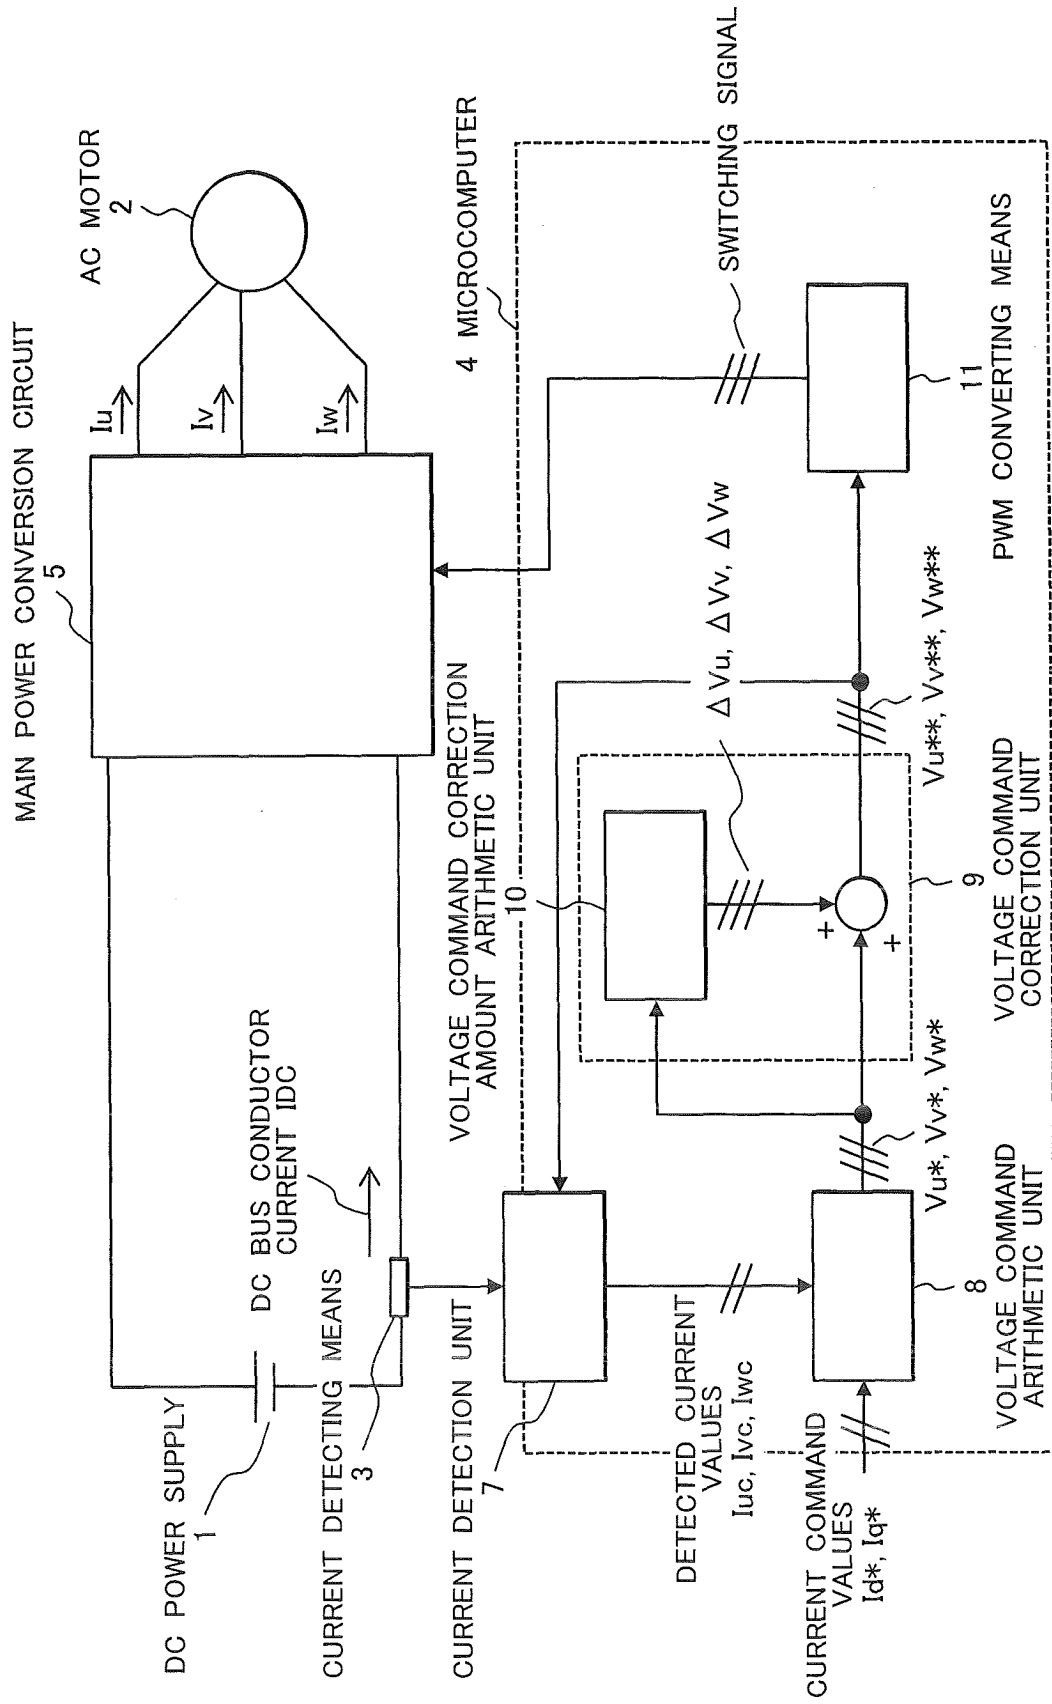 MAIN POWER CONVERSION CIRCUIT
5
AC MOTOR
2
Iu
Iv
Iw
DC POWER SUPPLY
1
DC BUS CONDUCTOR
CURRENT IDC
CURRENT DETECTING MEANS
3
4 MICROCOMPUTER
CURRENT DETECTION UNIT
7
VOLTAGE COMMAND CORRECTION
AMOUNT ARITHMETIC UNIT
10
SWITCHING SIGNAL
ΔVu, ΔVv, ΔVw
DETECTED CURRENT
VALUES
Iuc, Ivc, Iwc
+
+
CURRENT COMMAND
VALUES
Id*, Iq*
Vu*, Vv*, Vw*
Vu**, Vv**, Vw**
8
VOLTAGE COMMAND
ARITHMETIC UNIT
9
VOLTAGE COMMAND
CORRECTION UNIT
11
PWM CONVERTING MEANS